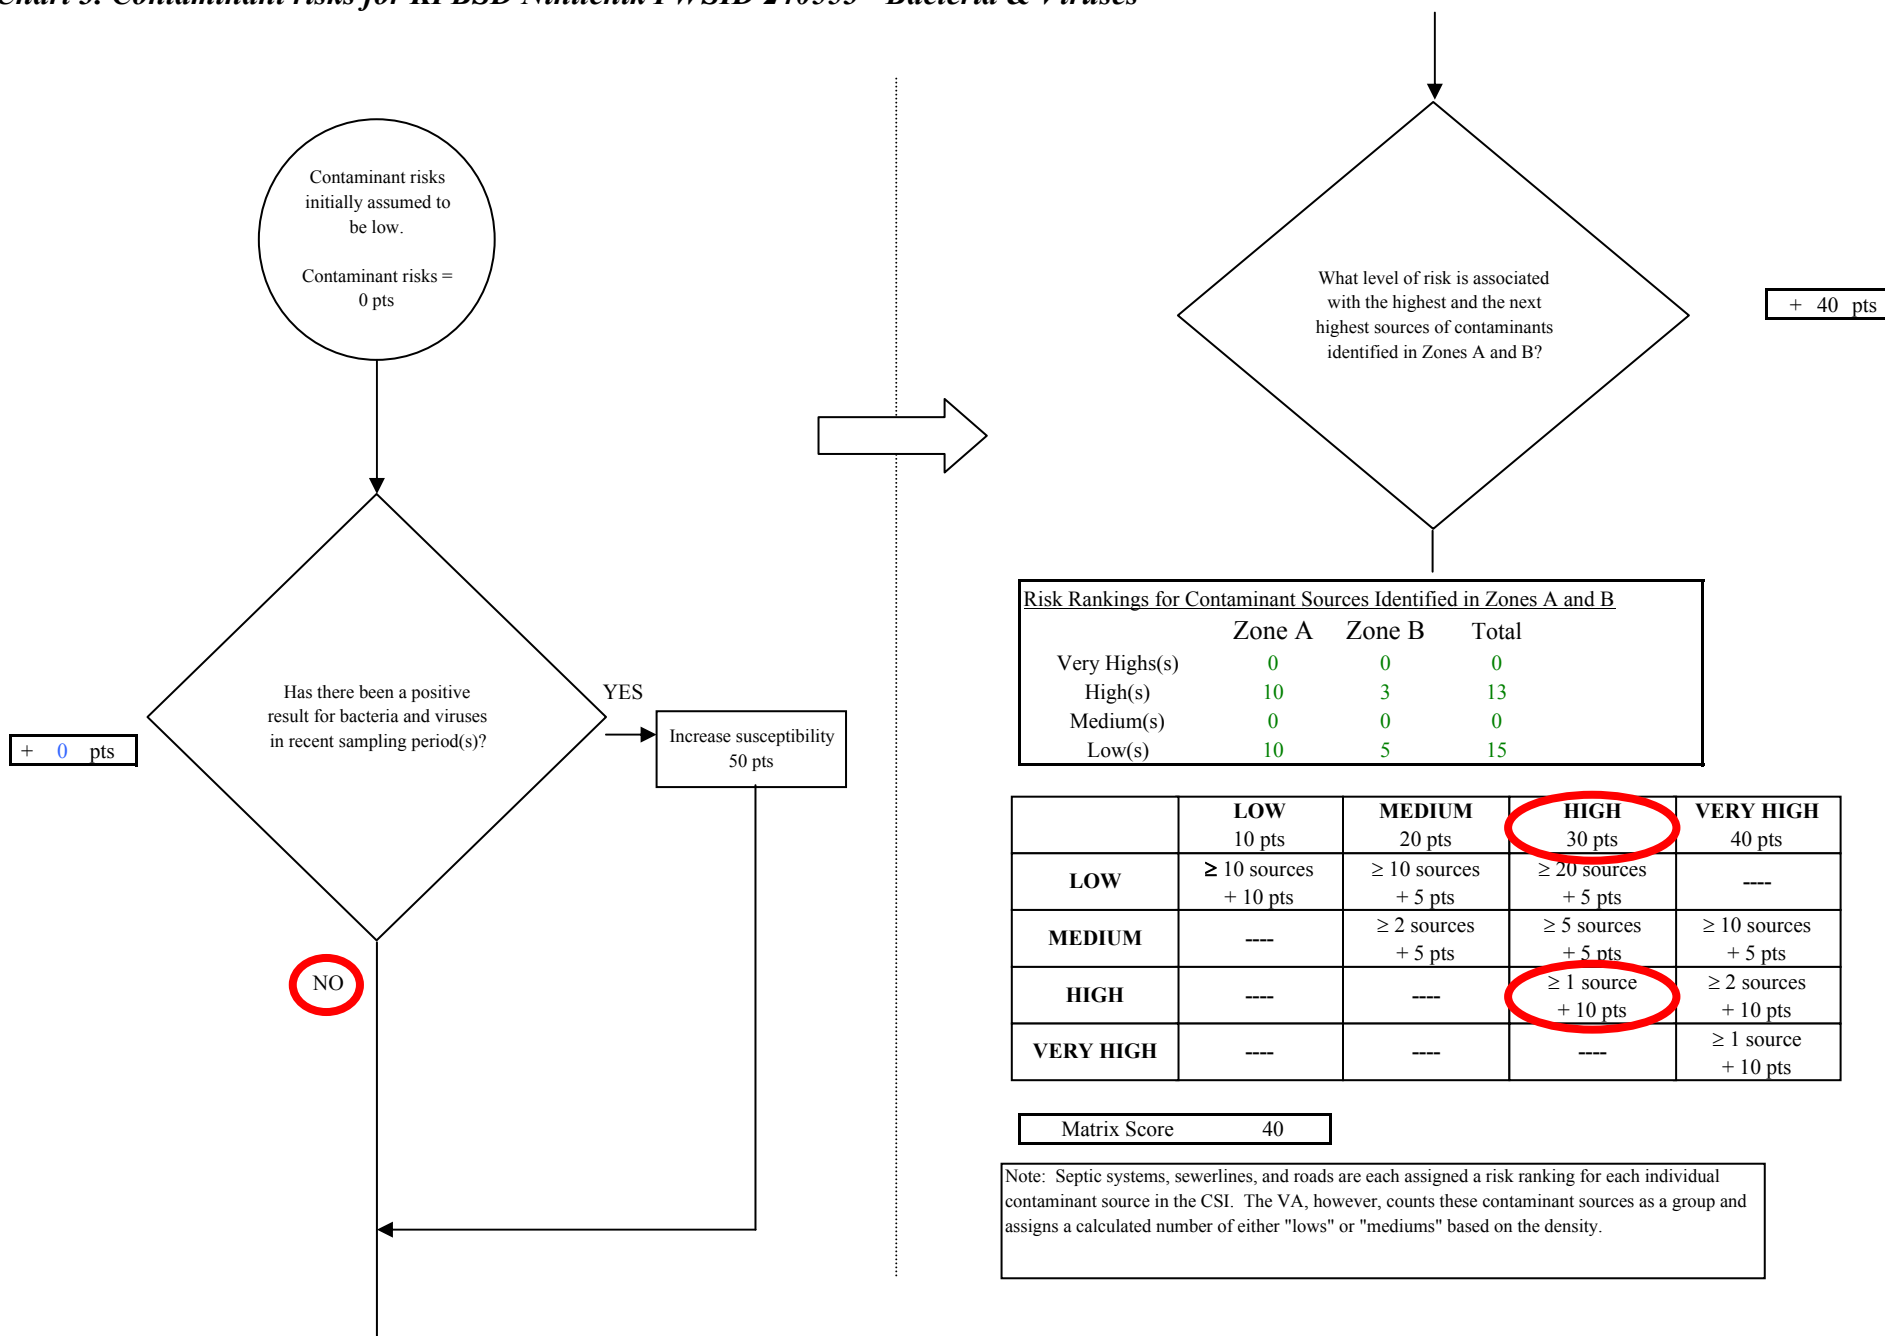 Contaminant risks
initially assumed to
be low.
Contaminant risks =
0 pts
Has there been a positive
result for bacteria and viruses
in recent sampling period(s)?
YES
Increase susceptibility
50 pts
+ 0 pts
NO
What level of risk is associated
with the highest and the next
highest sources of contaminants
identified in Zones A and B?
+ 40 pts
Risk Rankings for Contaminant Sources Identified in Zones A and B
Zone A Zone B Total
Very Highs(s) 0 0 0
High(s) 10 3 13
Medium(s) 0 0 0
Low(s) 10 5 15
LOW MEDIUM HIGH VERY HIGH
10 pts 20 pts 30 pts 40 pts
LOW ≥ 10 sources ≥ 10 sources ≥ 20 sources ----
+ 10 pts + 5 pts + 5 pts
MEDIUM ---- ≥ 2 sources ≥ 5 sources ≥ 10 sources
+ 5 pts + 5 pts + 5 pts
HIGH ---- ---- ≥ 1 source ≥ 2 sources
+ 10 pts + 10 pts
VERY HIGH ---- ---- ---- ≥ 1 source
+ 10 pts
Matrix Score 40
Note: Septic systems, sewerlines, and roads are each assigned a risk ranking for each individual
contaminant source in the CSI. The VA, however, counts these contaminant sources as a group and
assigns a calculated number of either "lows" or "mediums" based on the density.